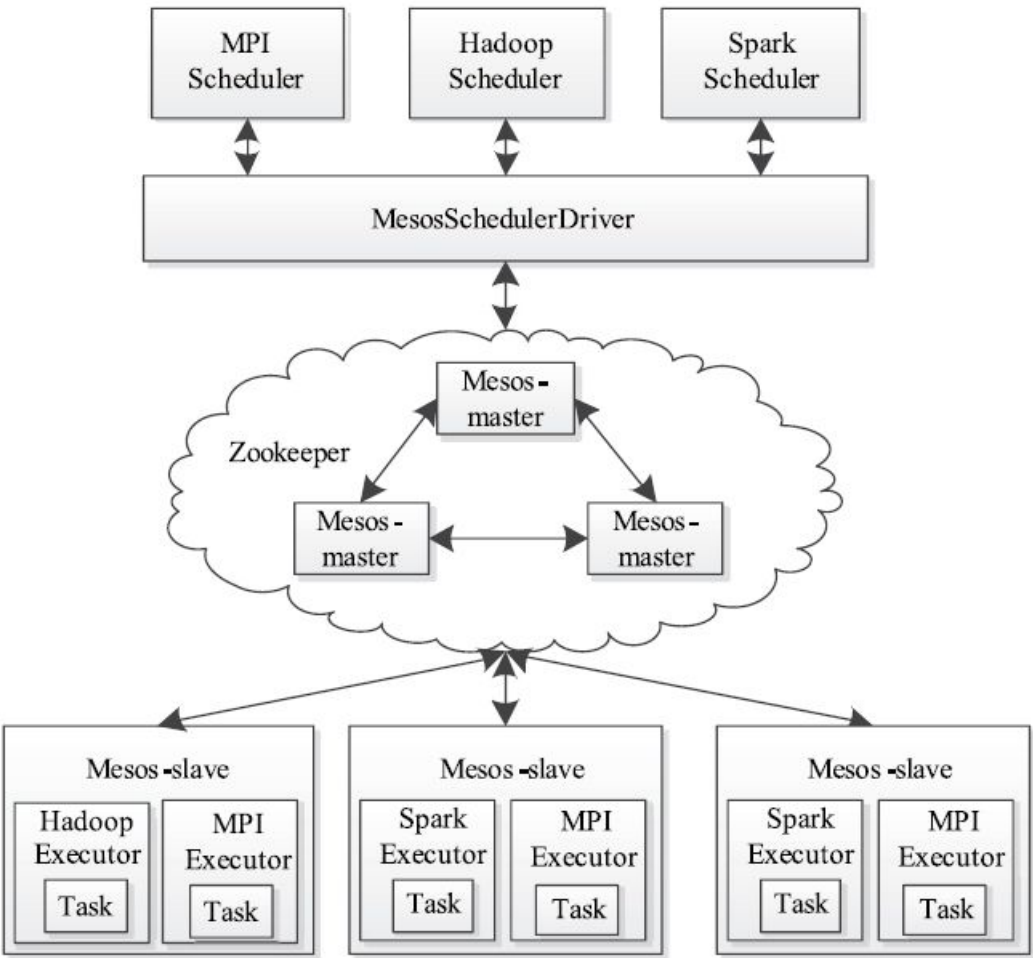 MPI
Scheduler
Hadoop
Scheduler
Spark
Scheduler
MesosSchedulerDriver
Mesos-
master
Zookeeper
Mesos-
master
Mesos-
master
Mesos-slave
Hadoop
Executor
Task
MPI
Executor
Task
Mesos-slave
Spark
Executor
Task
MPI
Executor
Task
Mesos-slave
Spark
Executor
Task
MPI
Executor
Task